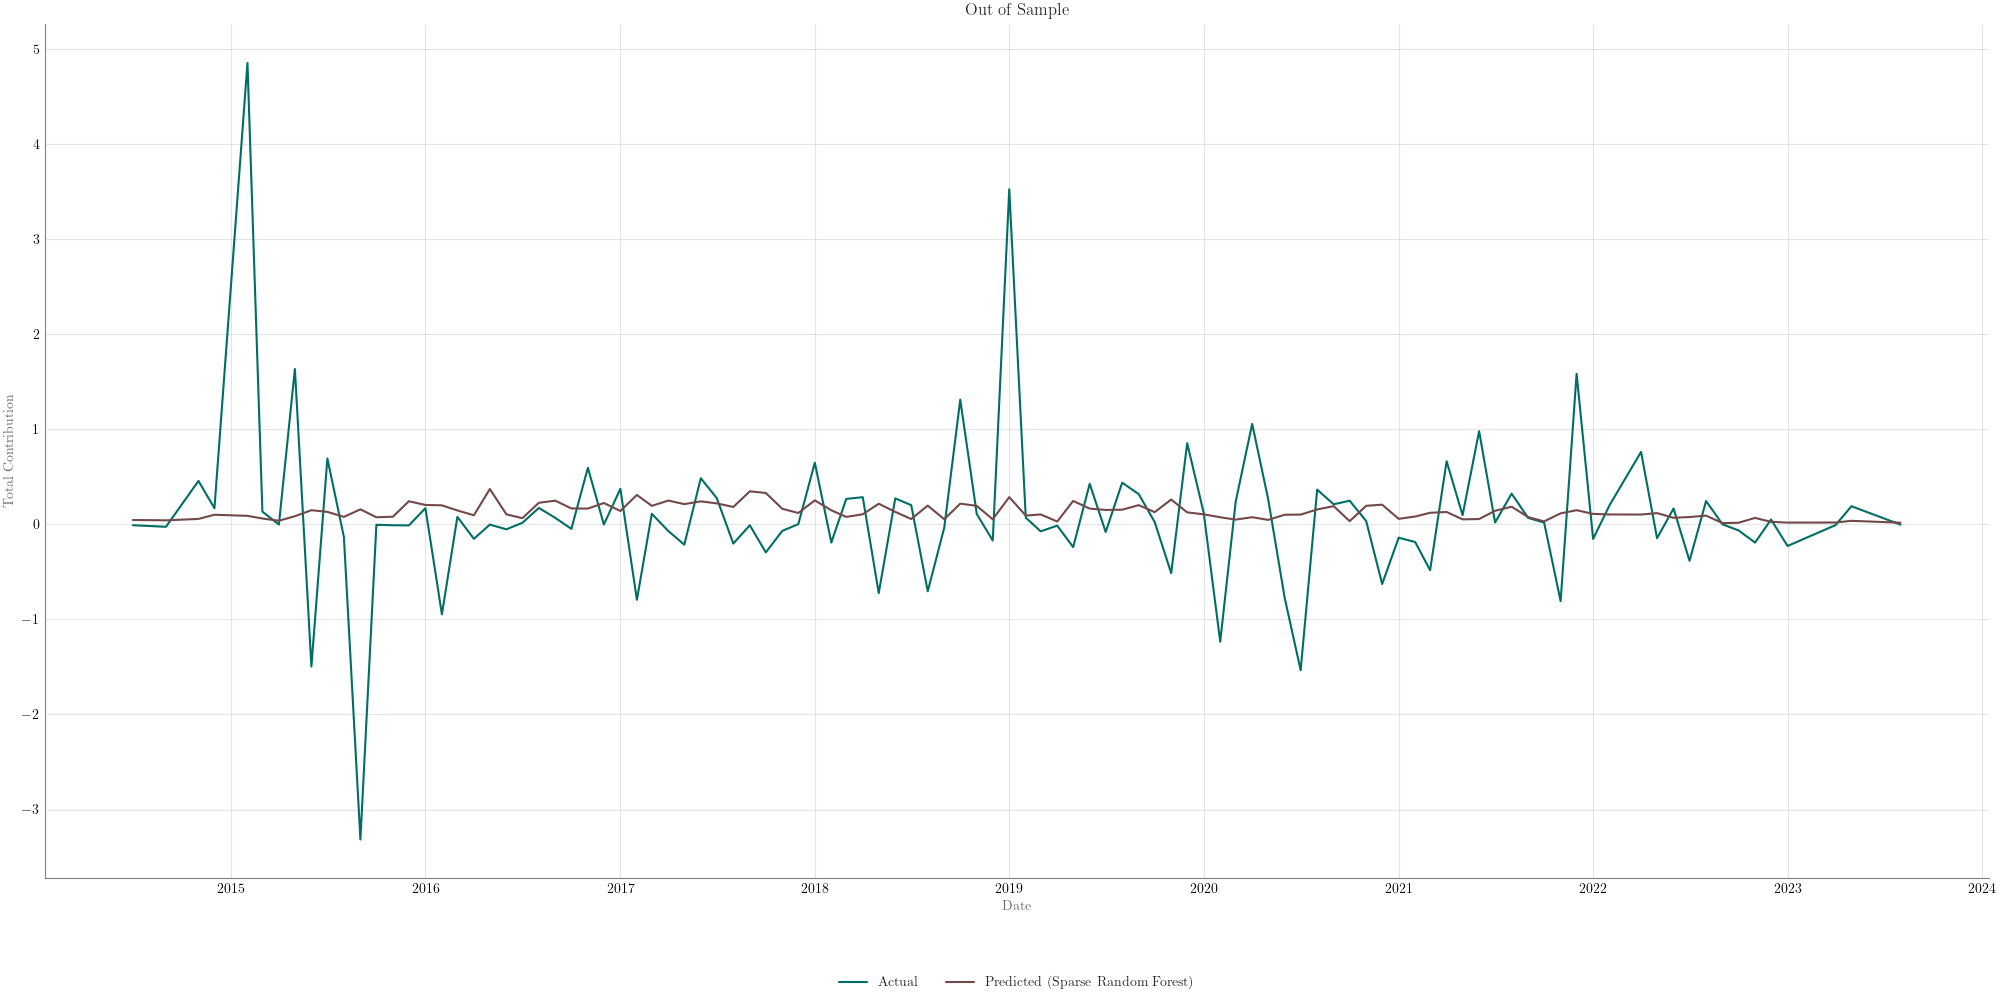 Out of Sample
5
4
3
2
1
0
−1
−2
−3
Total Contribution
2015 2016 2017 2018 2019 2020 2021 2022 2023 2024
Date
Actual Predicted (Sparse Random Forest)